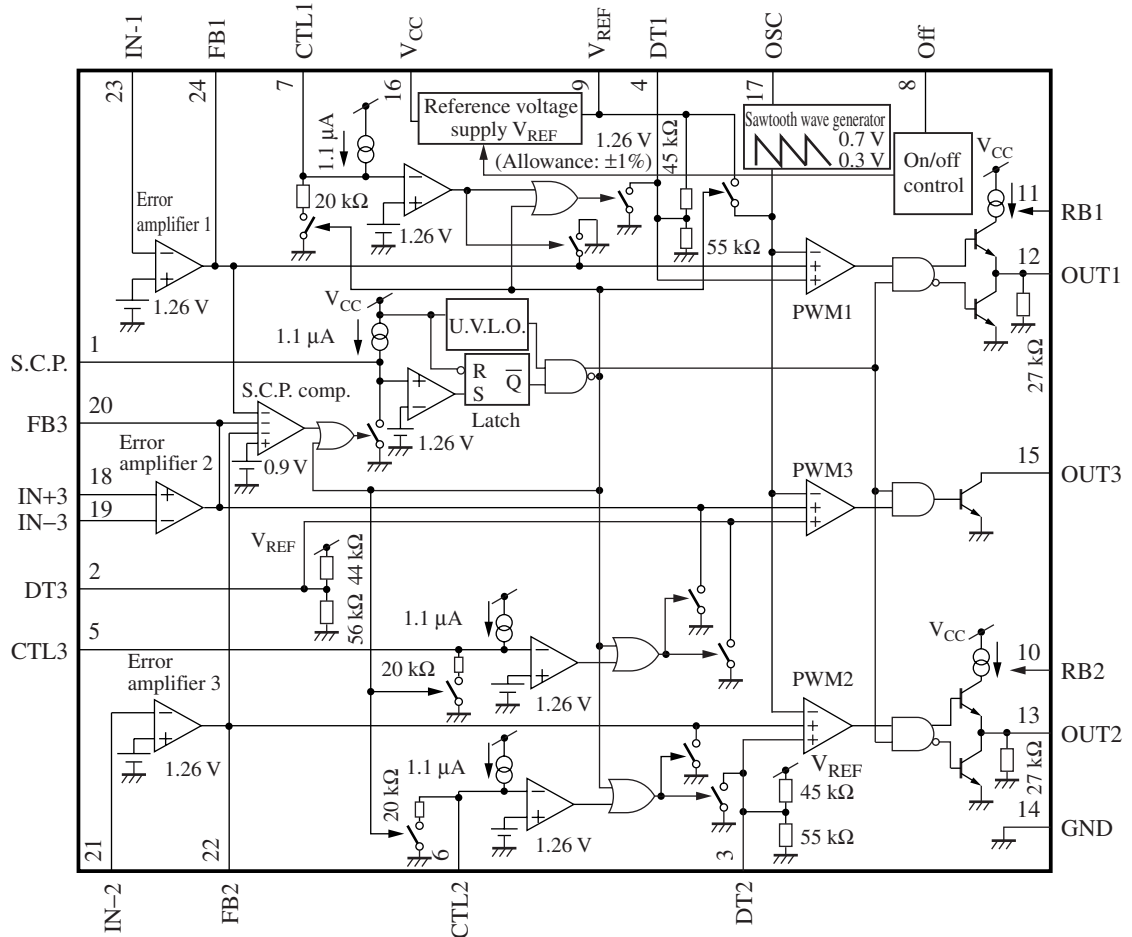 IN-1
FB1
CTL1
VCC
VREF
DT1
OSC
Off
23
24
7
16
9
4
17
8
Reference voltage
supply VREF
1.26 V
(Allowance: ±1%)
45 kΩ
55 kΩ
Sawtooth wave generator
0.7 V
0.3 V
On/off
control
VCC
11
RB1
1.1 μA
20 kΩ
1.26 V
Error
amplifier 1
1.26 V
PWM1
12
OUT1
27 kΩ
VCC
1.1 μA
U.V.L.O.
R
S
Q
Latch
1.26 V
1
S.C.P.
S.C.P. comp.
20
FB3
0.9 V
Error
amplifier 2
18
IN+3
19
IN−3
PWM3
15
OUT3
VREF
44 kΩ
56 kΩ
2
DT3
5
CTL3
1.1 μA
20 kΩ
1.26 V
Error
amplifier 3
1.26 V
PWM2
VCC
10
RB2
13
OUT2
27 kΩ
1.1 μA
20 kΩ
1.26 V
VREF
45 kΩ
55 kΩ
14
GND
21
22
6
3
IN−2
FB2
CTL2
DT2